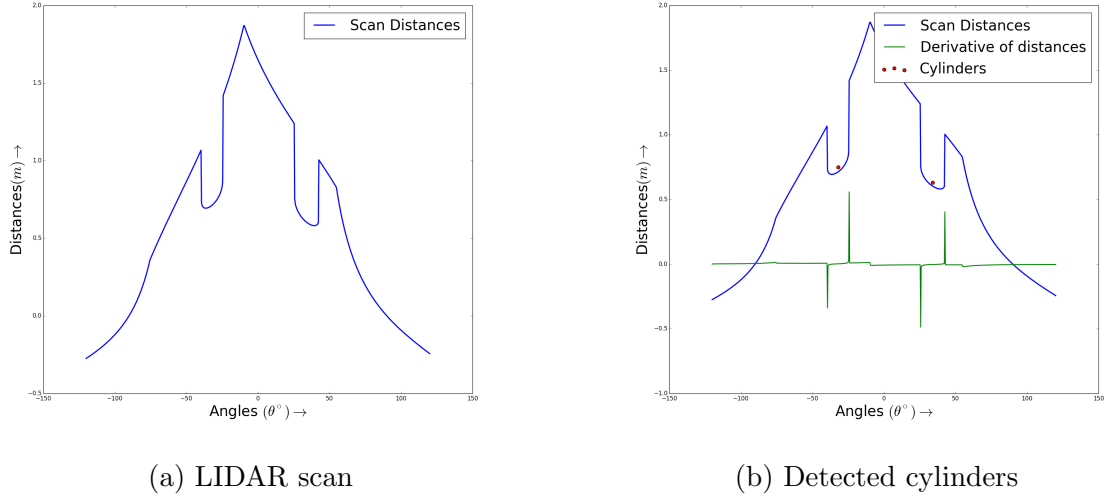 2.0
1.5
1.0
0.5
0.0
−0.5
−150
−100
−50
0
50
100
150
Distances(m) →
Angles (θ°) →
Scan Distances
(a) LIDAR scan
2.0
1.5
1.0
0.5
0.0
−0.5
−1.0
−150
−100
−50
0
50
100
150
Distances(m) →
Angles (θ°) →
Scan Distances
Derivative of distances
Cylinders
(b) Detected cylinders